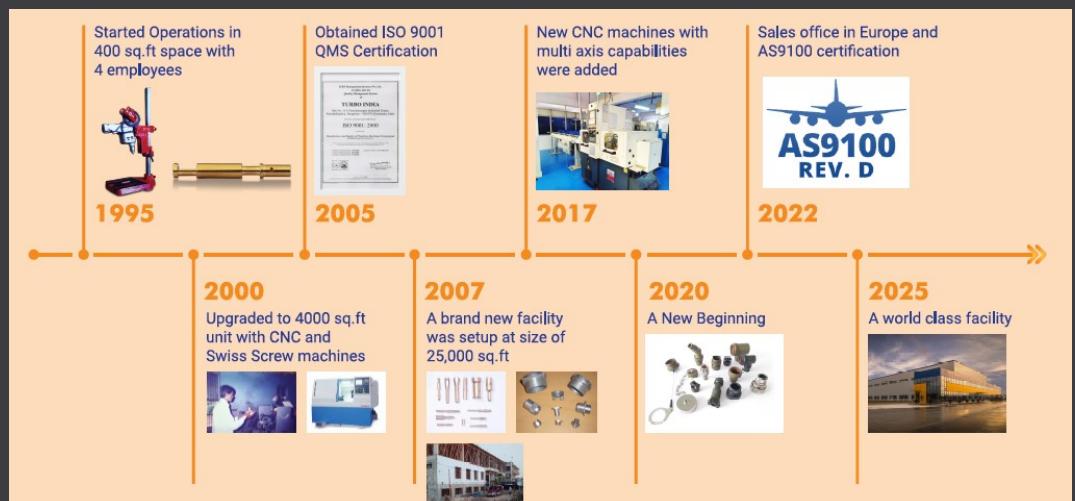 Started Operations in
400 sq.ft space with
4 employees
1995
Obtained ISO 9001
QMS Certification
TURBO INDIA
ISO 9001: 2000
2005
New CNC machines with
multi axis capabilities
were added
2017
Sales office in Europe and
AS9100 certification
AS9100
REV. D
2022
2000
Upgraded to 4000 sq.ft
unit with CNC and
Swiss Screw machines
2007
A brand new facility
was setup at size of
25,000 sq.ft
2020
A New Beginning
2025
A world class facility